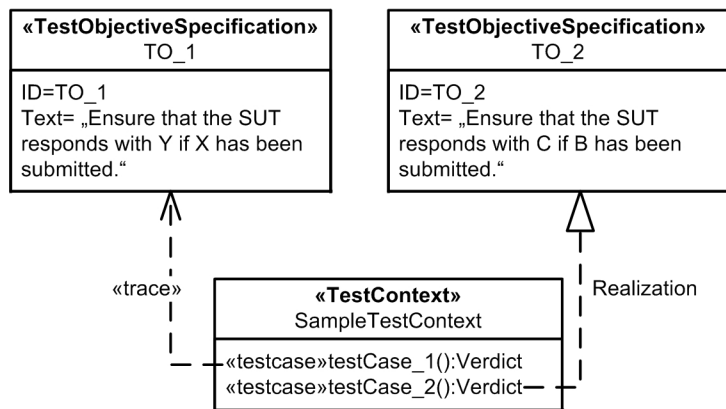 «TestObjectiveSpecification»
TO_1
ID=TO_1
Text= „Ensure that the SUT
responds with Y if X has been
submitted.“
«TestObjectiveSpecification»
TO_2
ID=TO_2
Text= „Ensure that the SUT
responds with C if B has been
submitted.“
«trace»
Realization
«TestContext»
SampleTestContext
«testcase»testCase_1():Verdict
«testcase»testCase_2():Verdict